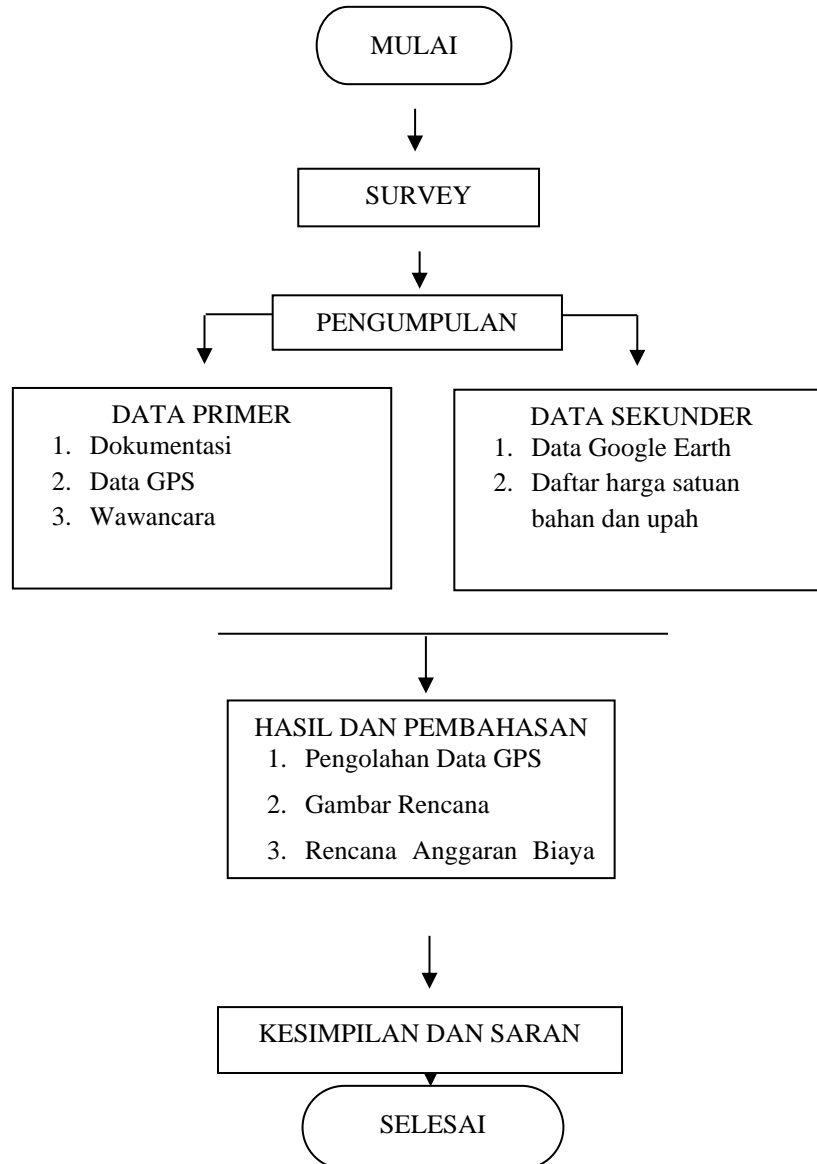 MULAI
SURVEY
PENGUMPULAN
DATA PRIMER
1. Dokumentasi
2. Data GPS
3. Wawancara
DATA SEKUNDER
1. Data Google Earth
2. Daftar harga satuan
bahan dan upah
HASIL DAN PEMBAHASAN
1. Pengolahan Data GPS
2. Gambar Rencana
3. Rencana Anggaran Biaya
KESIMPILAN DAN SARAN
SELESAI